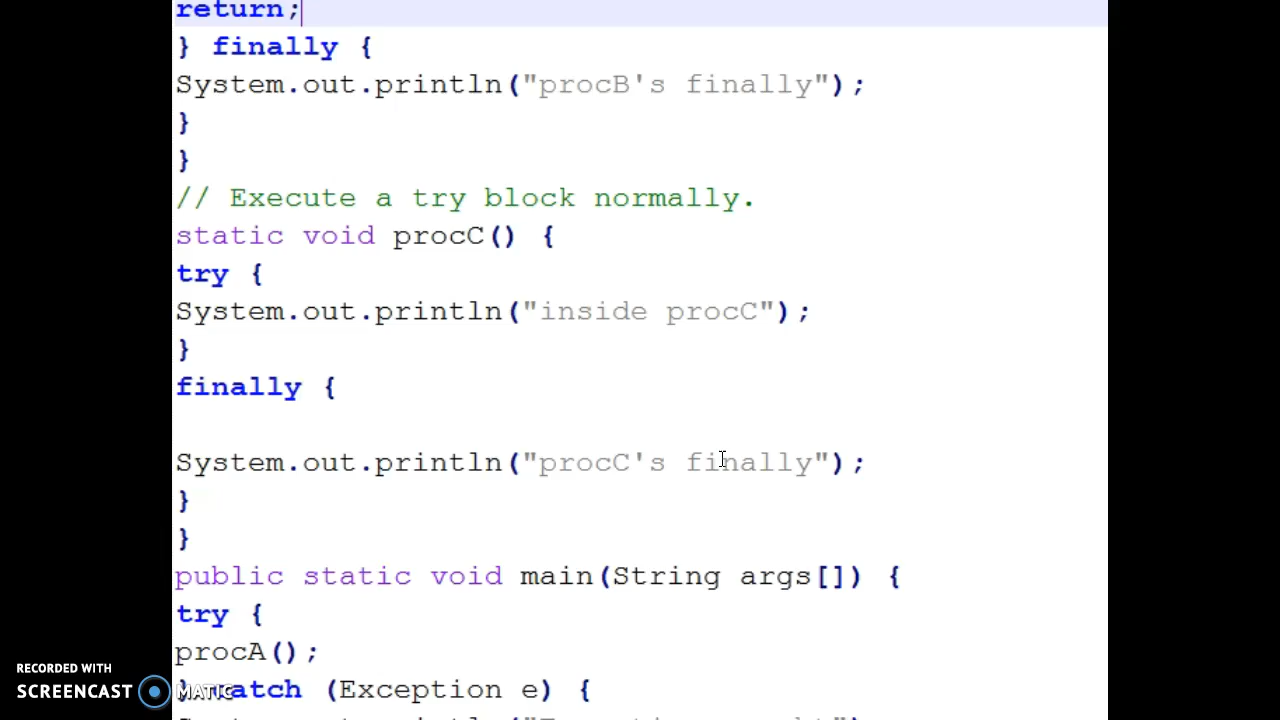 return;
} finally {
System.out.println("procB's finally");
}
}
// Execute a try block normally.
static void procC() {
try {
System.out.println("inside procC");
}
finally {
System.out.println("procC's finally");
}
}
public static void main(String args[]) {
try {
procA();
} catch (Exception e) {
RECORDED WITH
SCREENCAST MATIC